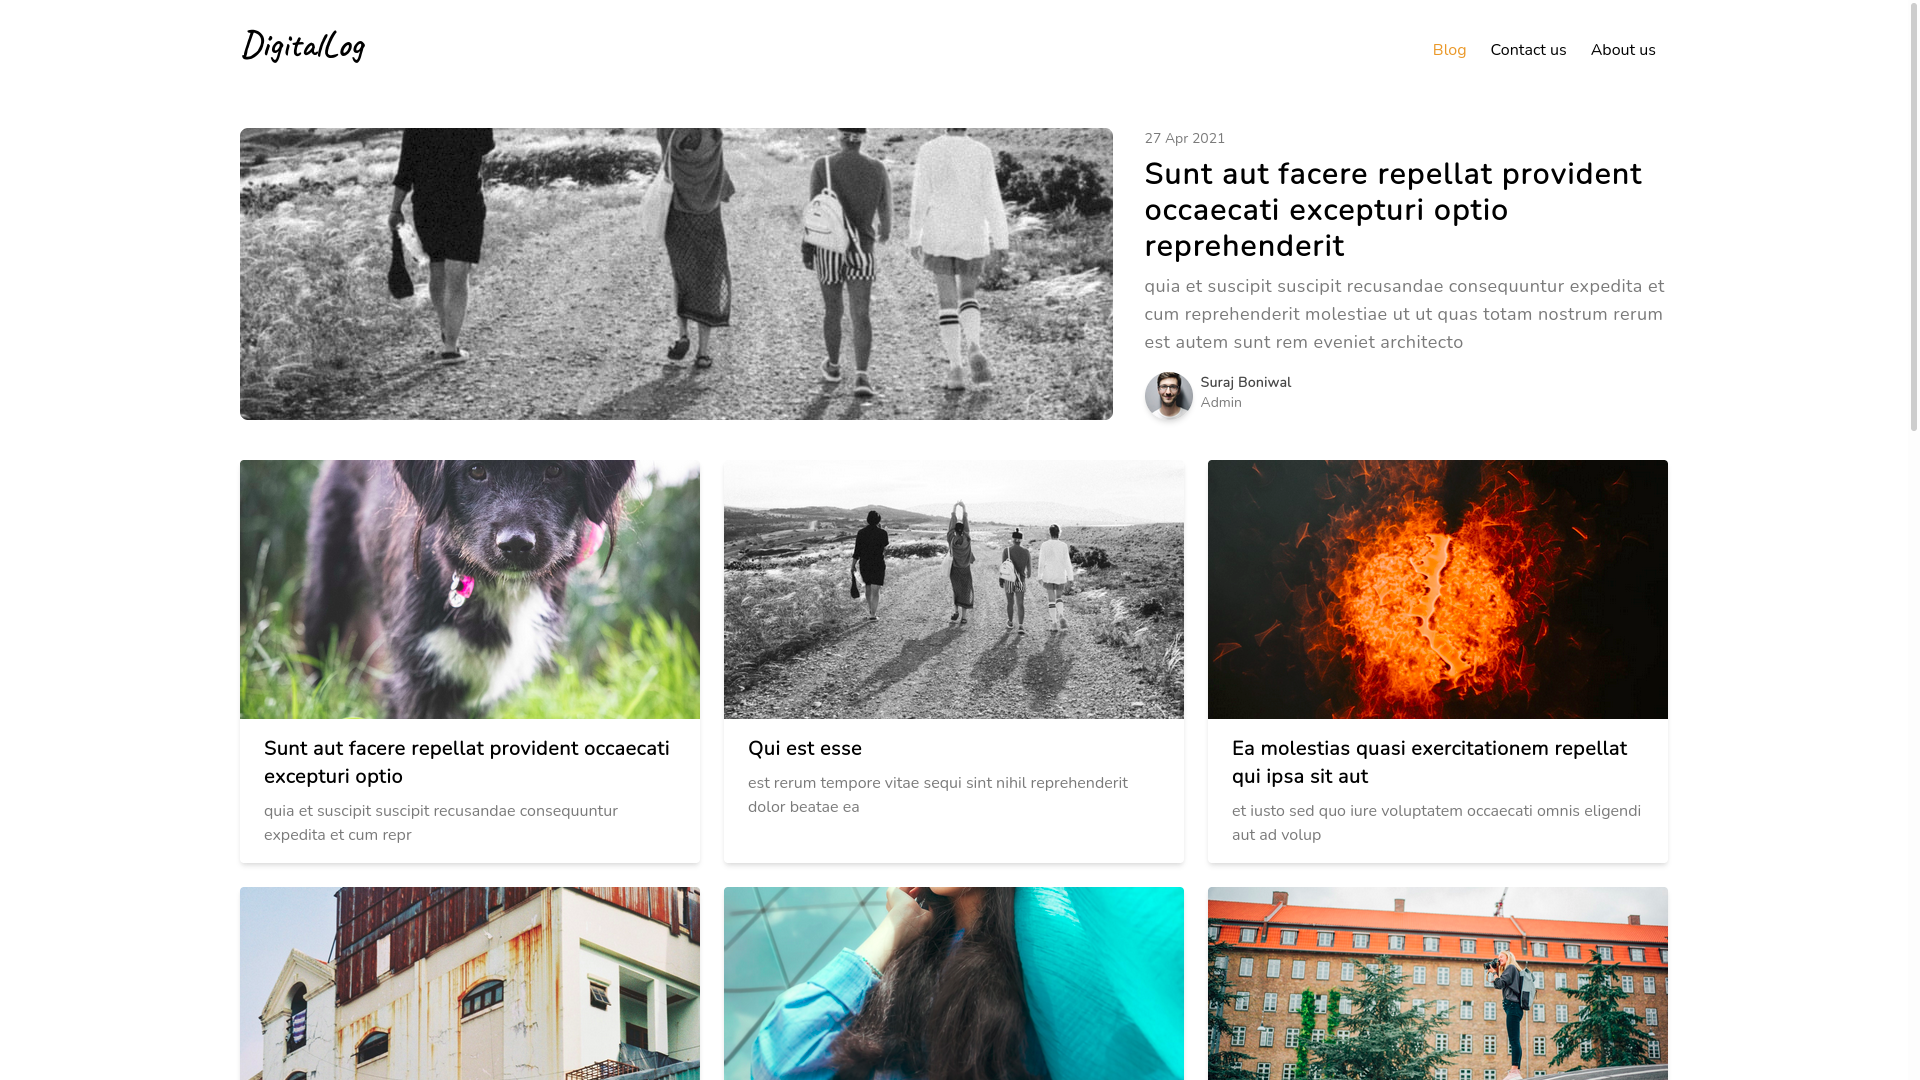 DigitalLog
Blog
Contact us
About us
27 Apr 2021
Sunt aut facere repellat provident
occaecati excepturi optio
reprehenderit
quia et suscipit suscipit recusandae consequuntur expedita et
cum reprehenderit molestiae ut ut quas totam nostrum rerum
est autem sunt rem eveniet architecto
Suraj Boniwal
Admin
Sunt aut facere repellat provident occaecati
excepturi optio
quia et suscipit suscipit recusandae consequuntur
expedita et cum repr
Qui est esse
est rerum tempore vitae sequi sint nihil reprehenderit
dolor beatae ea
Ea molestias quasi exercitationem repellat
qui ipsa sit aut
et iusto sed quo iure voluptatem occaecati omnis eligendi
aut ad volup